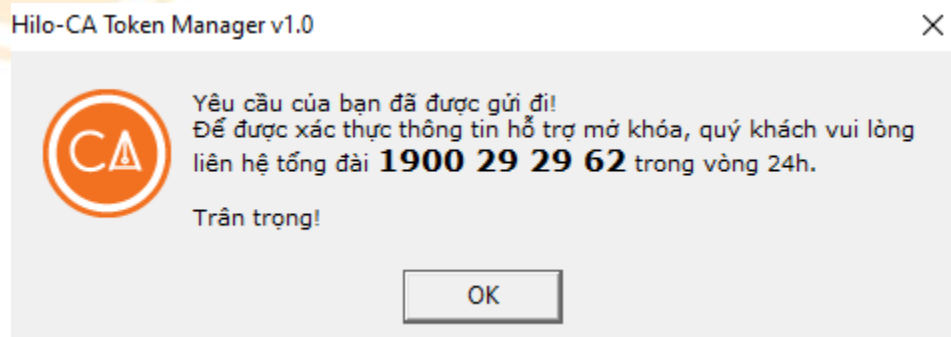 Hilo-CA Token Manager v1.0
CA
Yêu cầu của bạn đã được gửi đi!
Để được xác thực thông tin hỗ trợ mở khóa, quý khách vui lòng
liên hệ tổng đài 1900 29 29 62 trong vòng 24h.
Trân trọng!
OK